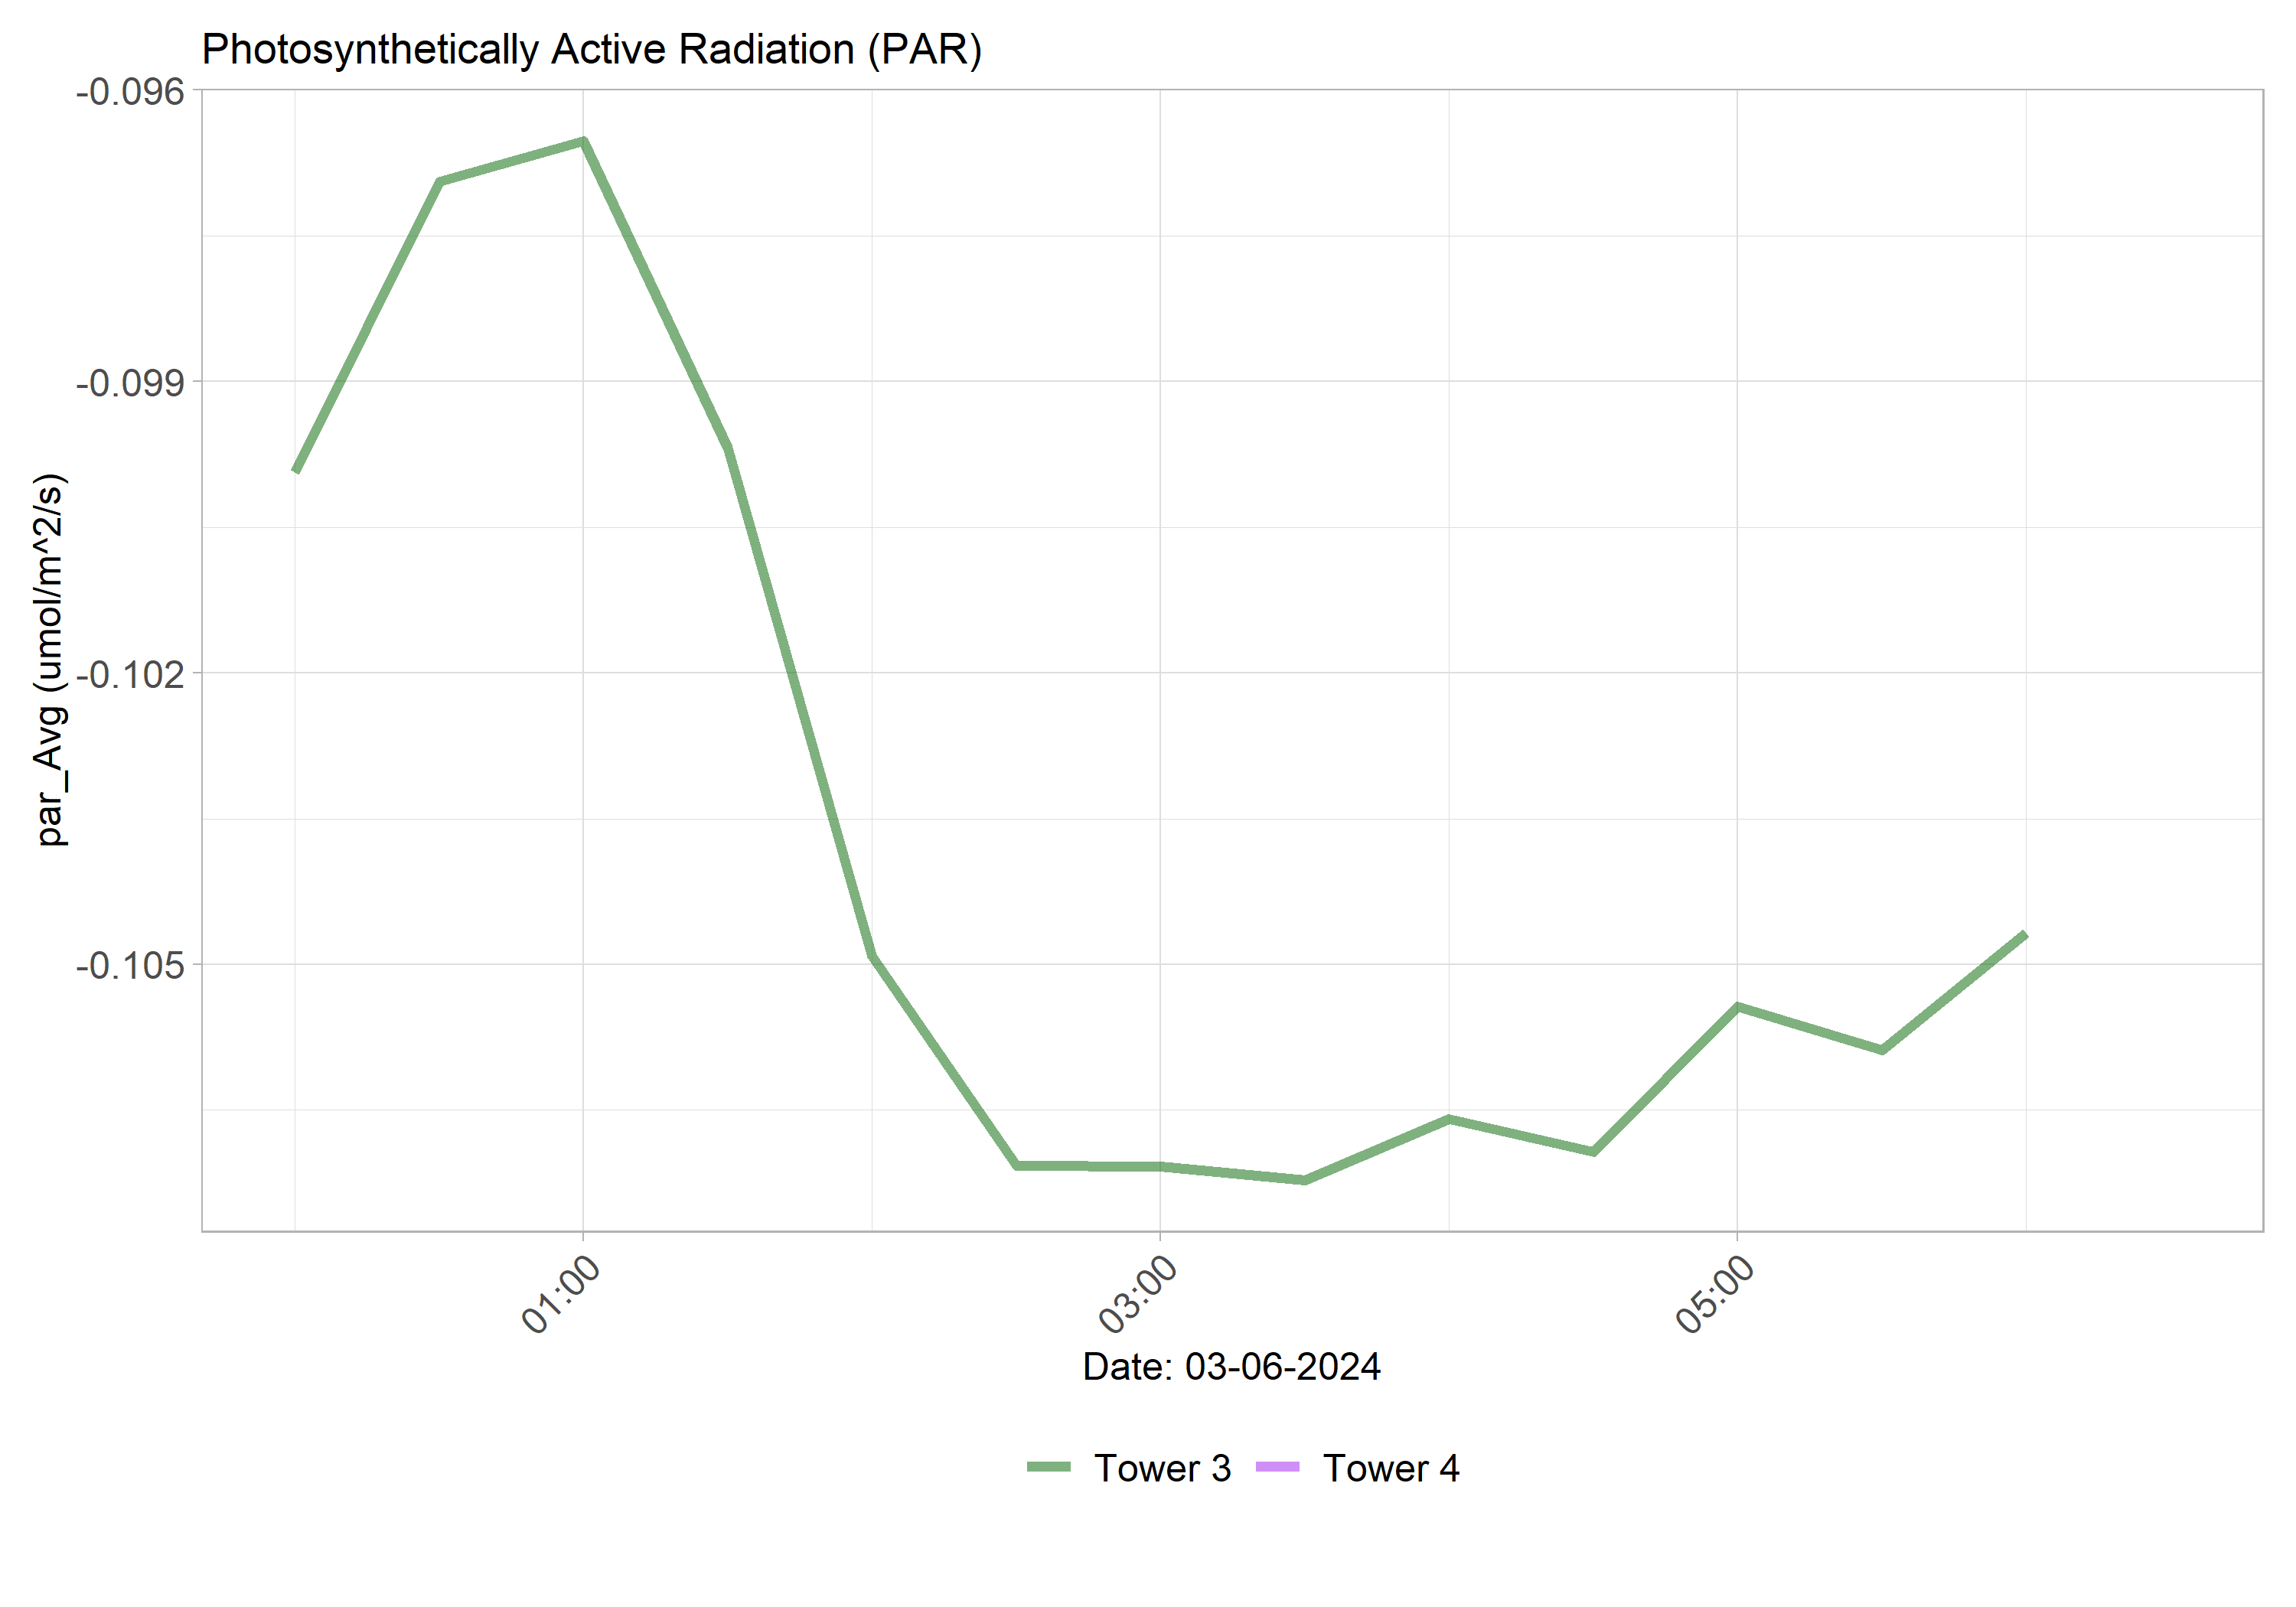 Photosynthetically Active Radiation (PAR)
-0.096
-0.099
-0.102
-0.105
par_Avg (umol/m^2/s)
01:00
03:00
05:00
Date: 03-06-2024
Tower 3
Tower 4